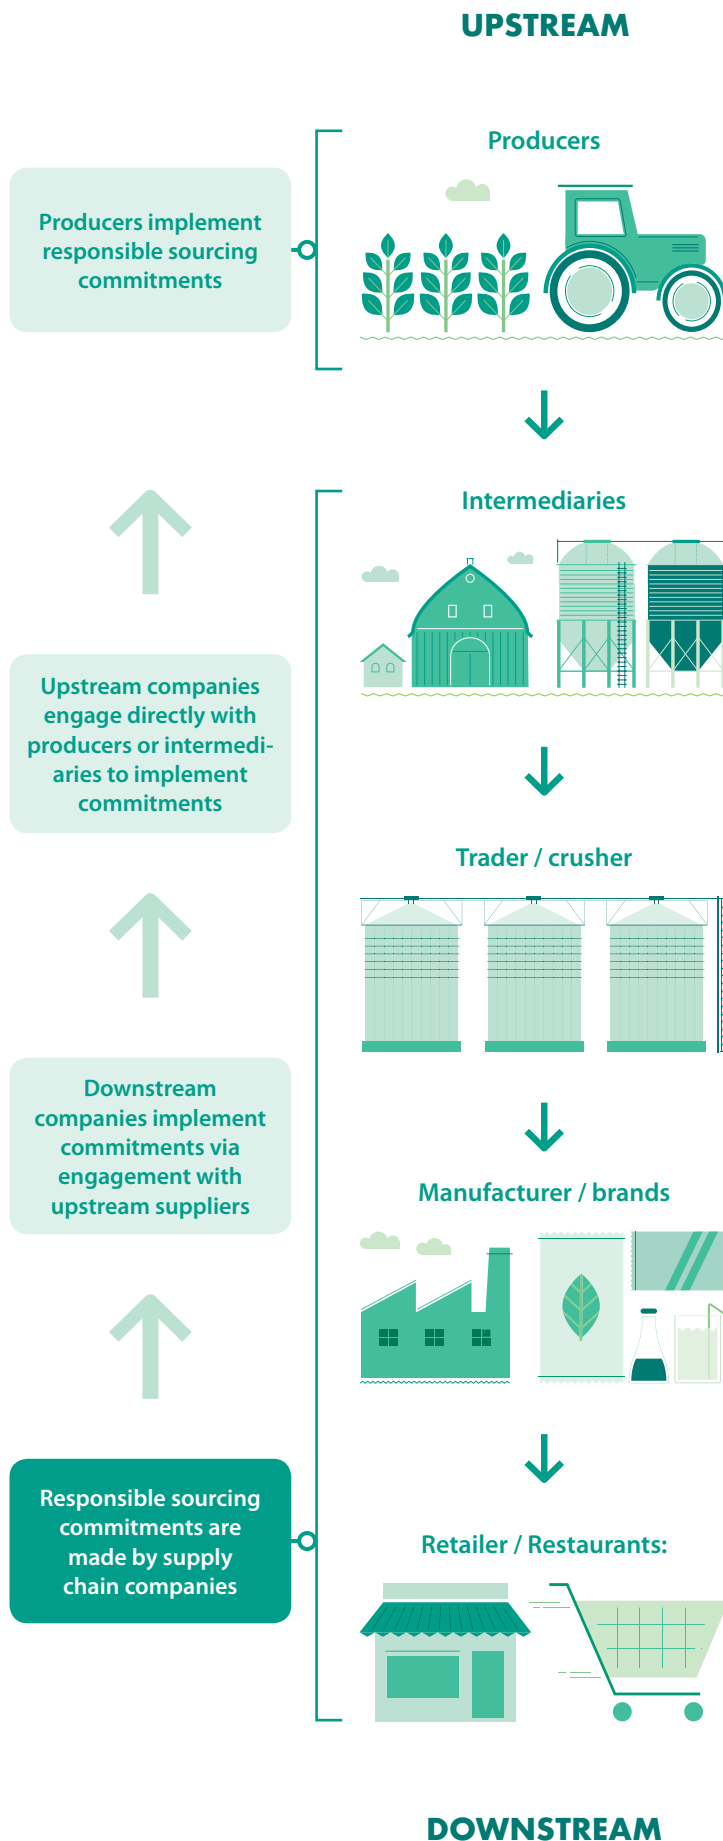 UPSTREAM
Producers
Producers implement
responsible sourcing
commitments
Intermediaries
Upstream companies
engage directly with
producers or intermedi-
aries to implement
commitments
Trader / crusher
Downstream
companies implement
commitments via
engagement with
upstream suppliers
Manufacturer / brands
Responsible sourcing
commitments are
made by supply
chain companies
Retailer / Restaurants:
DOWNSTREAM